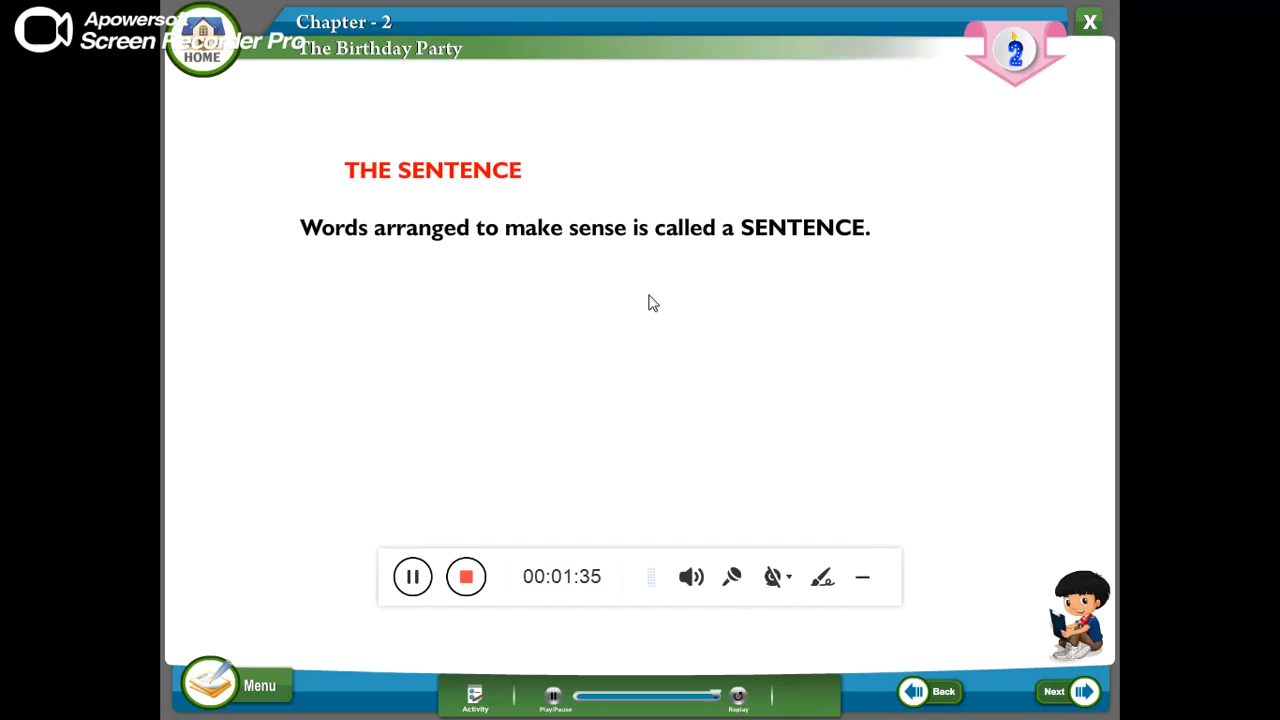 Apowersoft
Screen Recorder Pro
HOME
Chapter - 2
The Birthday Party
2
X
THE SENTENCE
Words arranged to make sense is called a SENTENCE.
00:01:35
Menu
Activity
Play/Pause
Replay
Back
Next